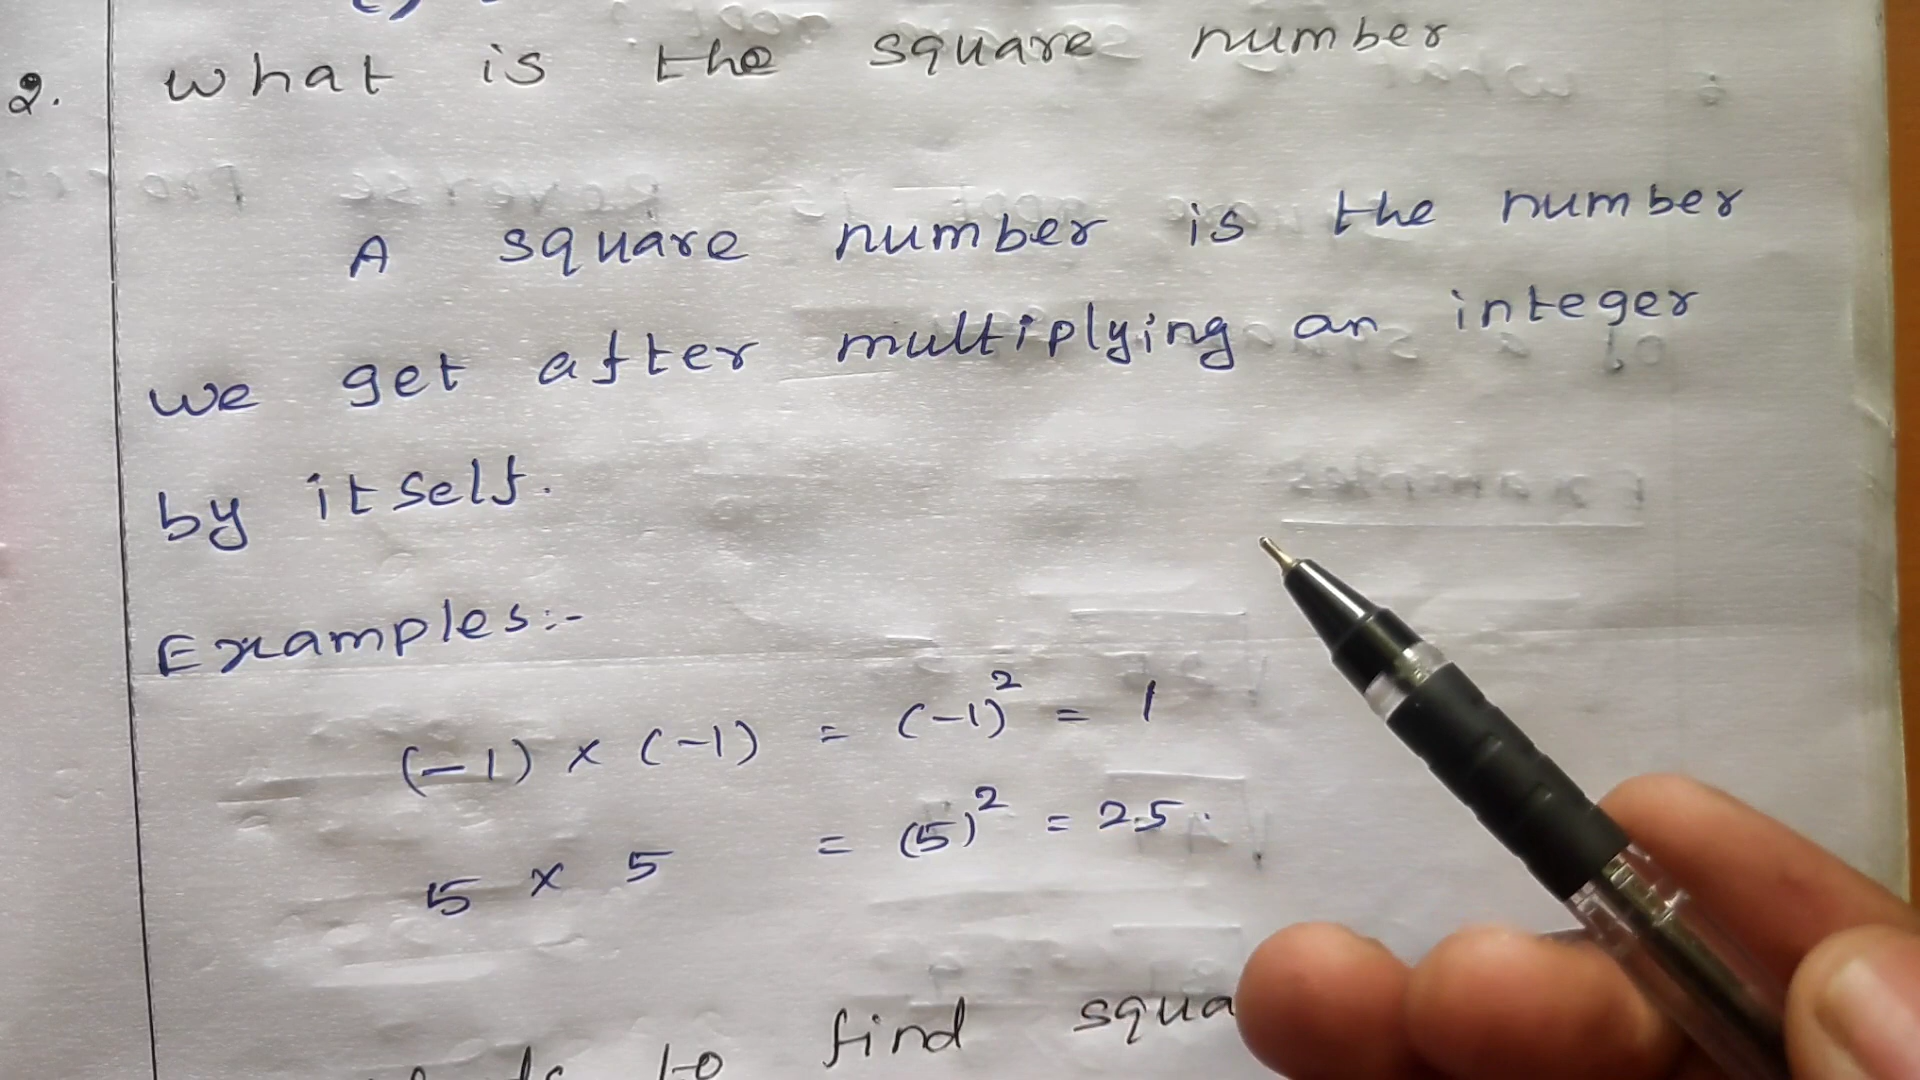 2. what is the square number
A square number is the number
we get after multiplying an integer
by itself.
Examples:-
(-1) × (-1) = (-1)² = 1
5 × 5 = (5)² = 25.
to find squa